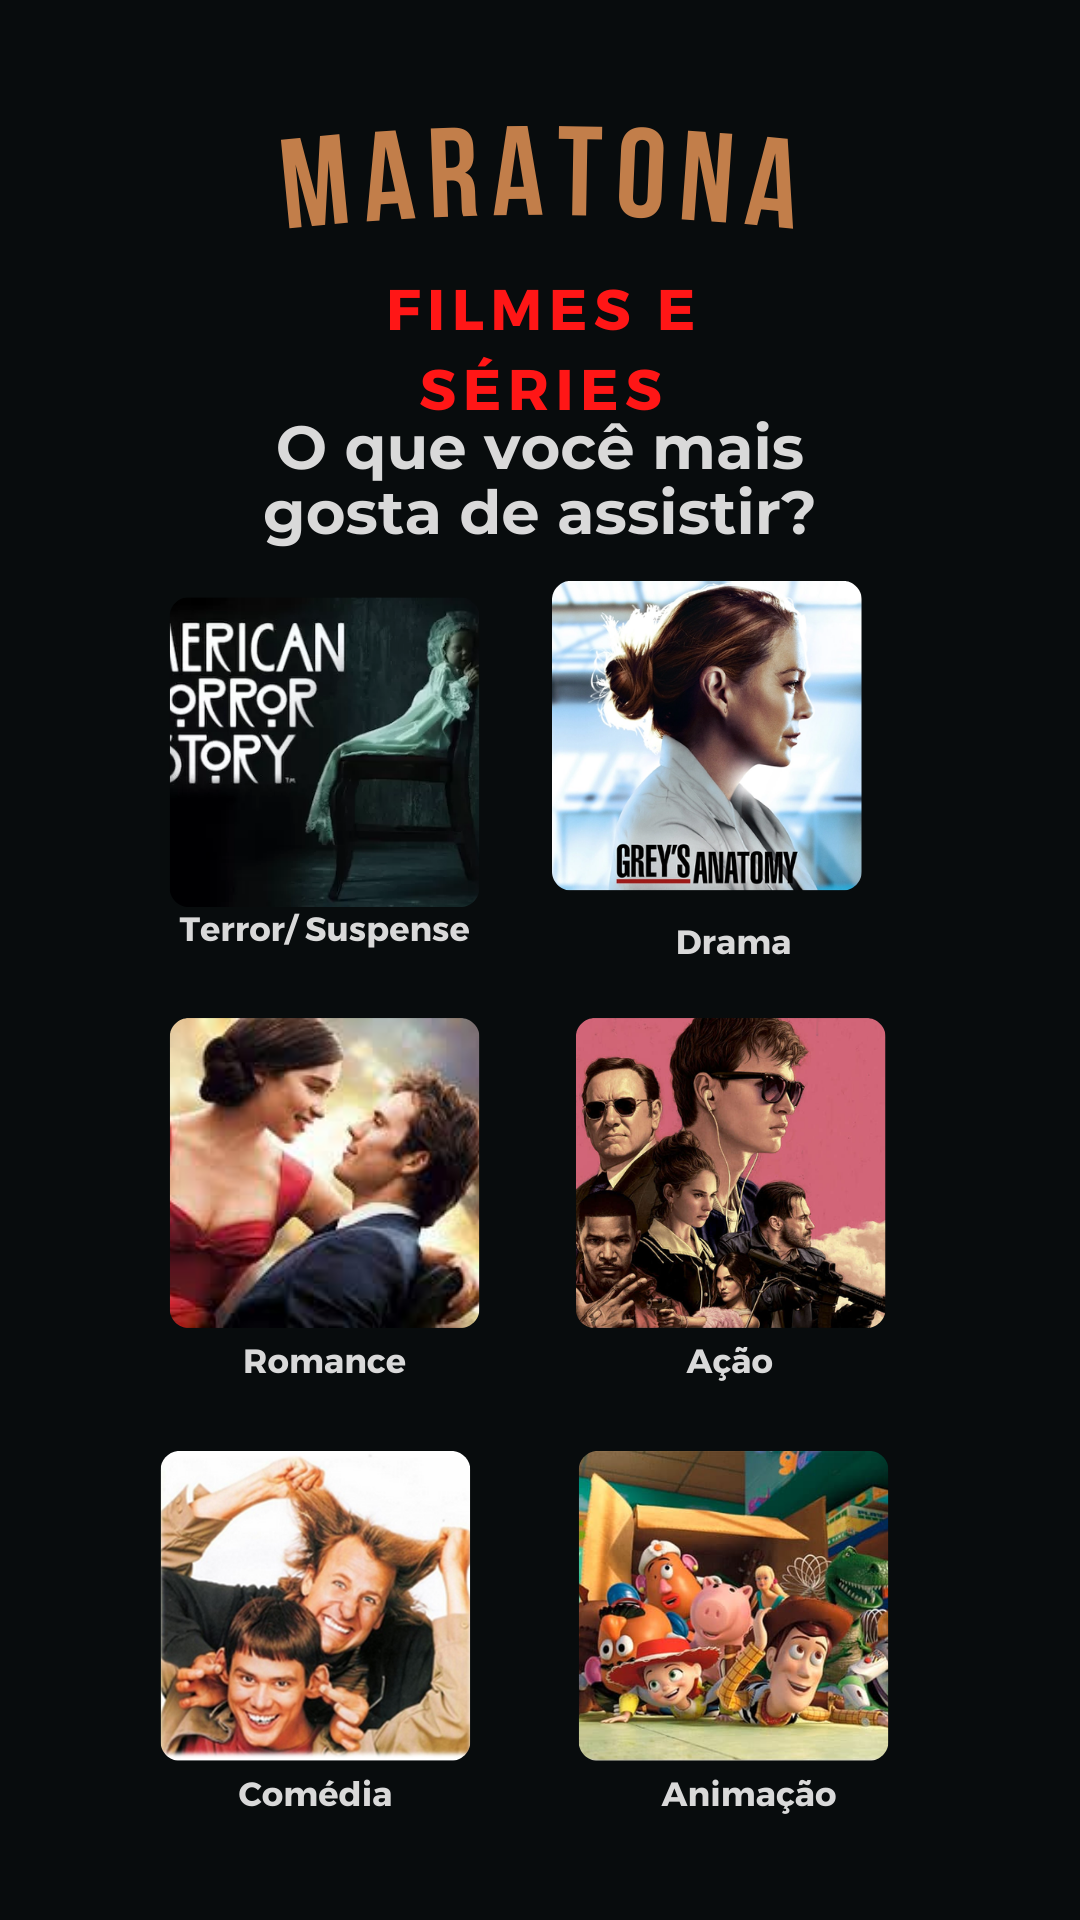 MARATONA
FILMES E
SÉRIES
O que você mais
gosta de assistir?
ERICAN
ORROR
STORY
GREY'S ANATOMY
Terror/ Suspense
Drama
Romance
Ação
Comédia
Animação